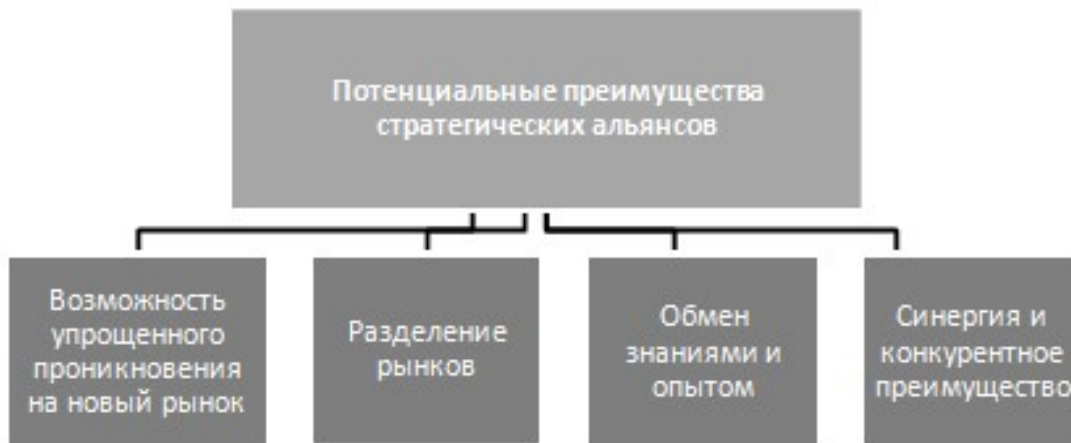 Потенциальные преимущества
стратегических альянсов
Возможность
упрощенного
проникновения
на новый рынок
Разделение
рынков
Обмен
знаниями и
опытом
Синергия и
конкурентное
преимущество